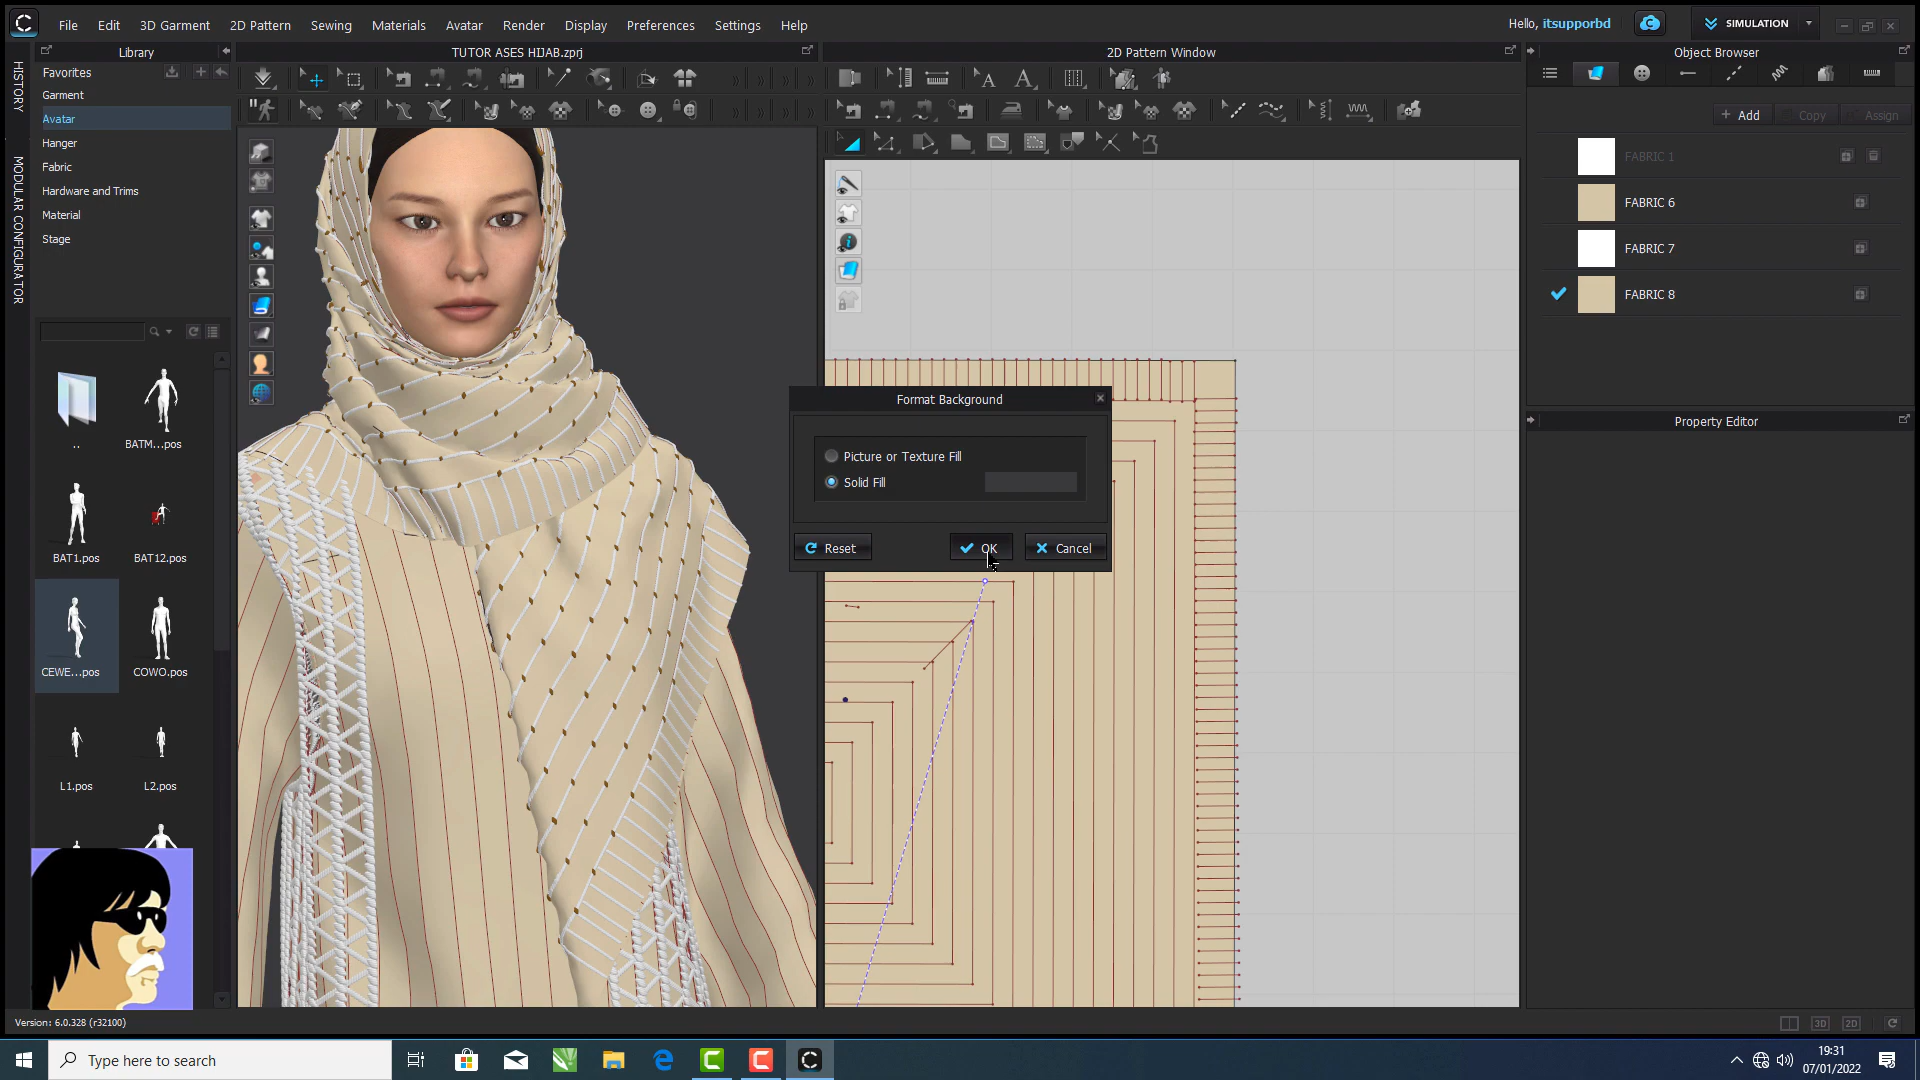 File Edit 3D Garment 2D Pattern Sewing Materials Avatar Render Display Preferences Settings Help
Hello, itsupporbd
SIMULATION
Library
TUTOR ASES HIJAB.zprj
2D Pattern Window
Object Browser
HISTORY
MODULAR CONFIGURATOR
Favorites
Garment
Avatar
Hanger
Fabric
Hardware and Trims
Material
Stage
..
BATM...pos
BAT1.pos
BAT12.pos
CEWE...pos
COWO.pos
L1.pos
L2.pos
Format Background
Picture or Texture Fill
Solid Fill
Reset
OK
Cancel
Add
Copy
Assign
FABRIC 1
FABRIC 6
FABRIC 7
FABRIC 8
Property Editor
Version: 6.0.328 (r32100)
3D
2D
Type here to search
19:31
07/01/2022